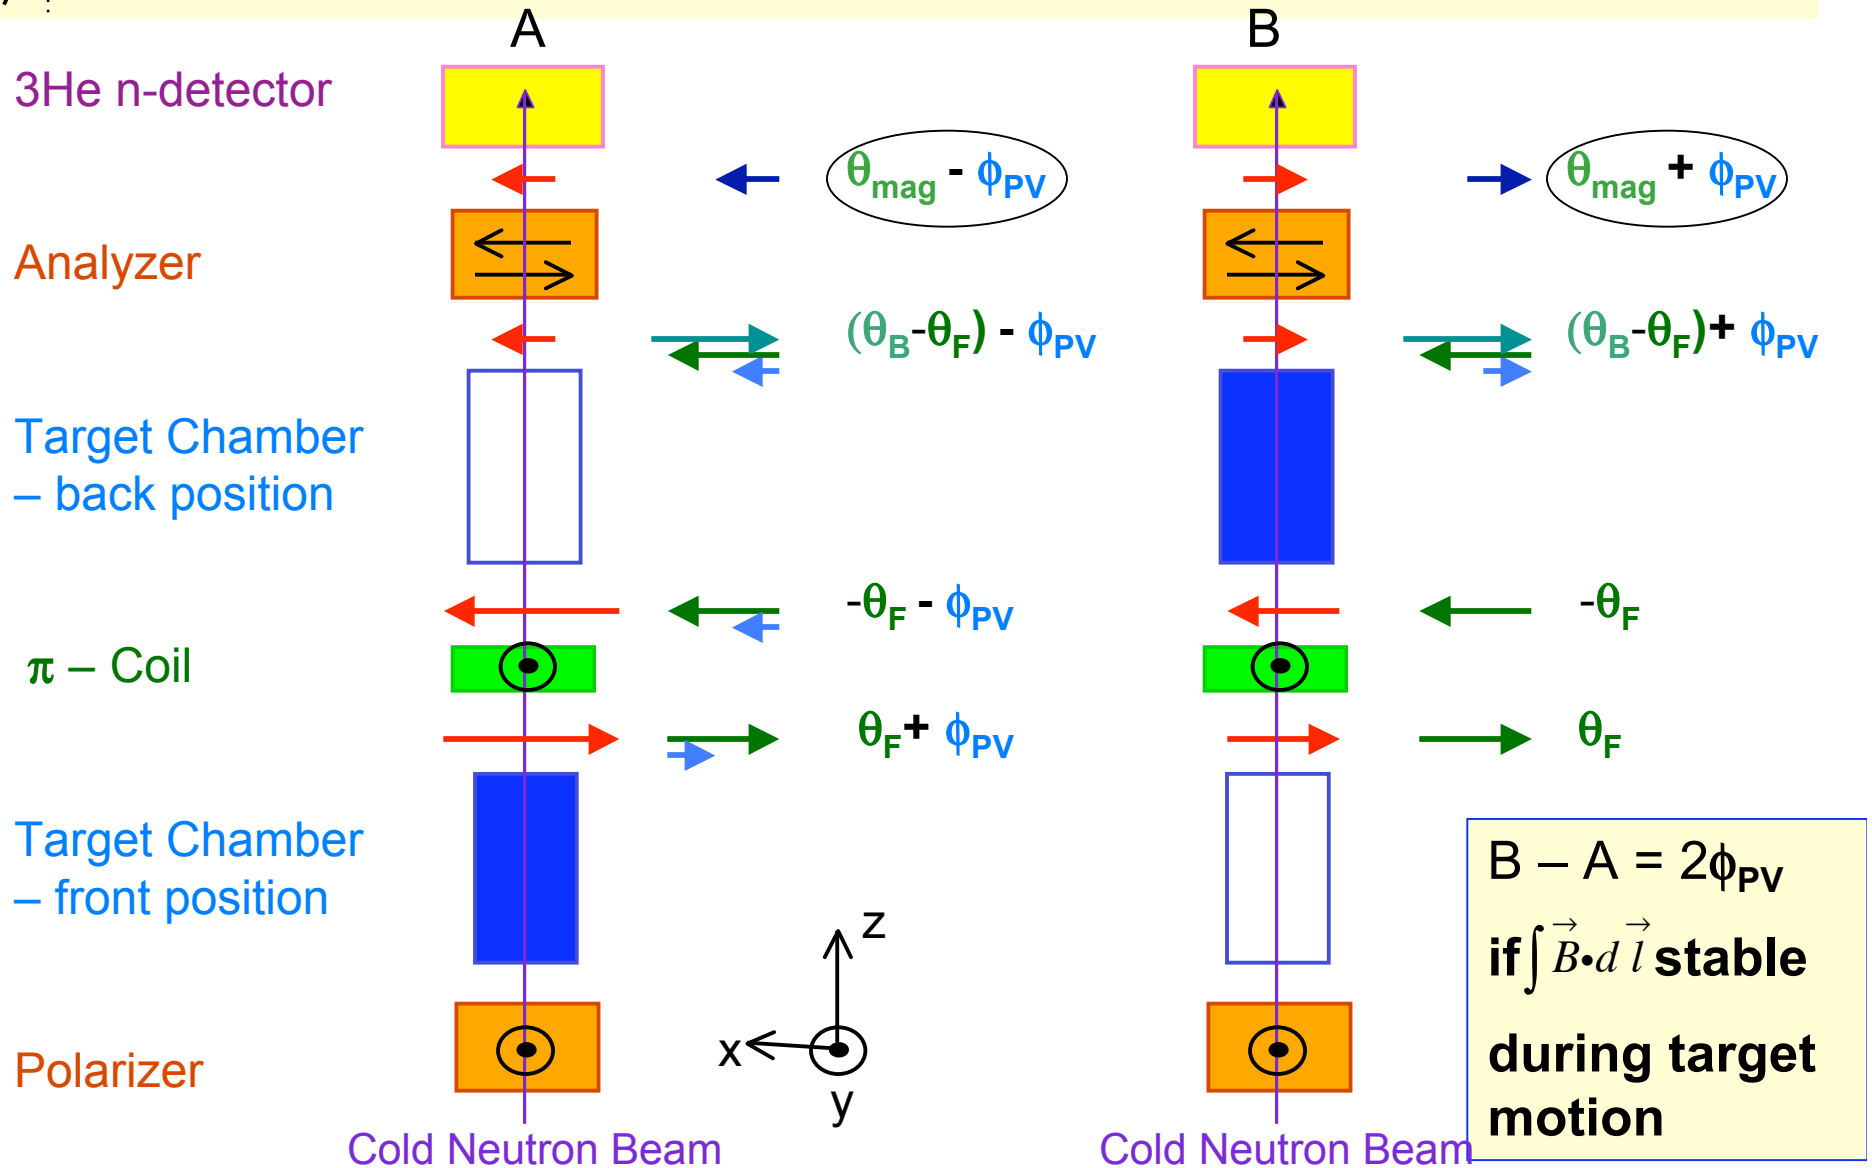 A B
3He n-detector
θmag - ϕPV
θmag + ϕPV
Analyzer
(θB-θF) - ϕPV
(θB-θF)+ ϕPV
Target Chamber
– back position
-θF - ϕPV
-θF
π – Coil
θF+ ϕPV
θF
Target Chamber
– front position
B – A = 2ϕPV
if ∫ B⃗•d l⃗ stable
during target
motion
z
x
y
Polarizer
Cold Neutron Beam
Cold Neutron Beam